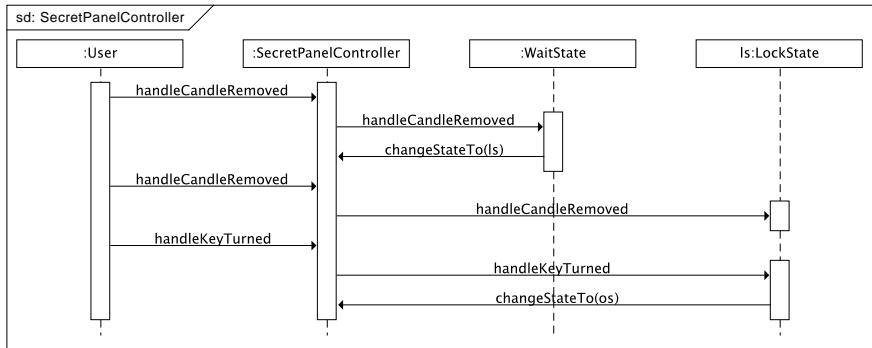 sd: SecretPanelController
:User
:SecretPanelController
:WaitState
ls:LockState
handleCandleRemoved
handleCandleRemoved
changeStateTo(ls)
handleCandleRemoved
handleCandleRemoved
handleKeyTurned
handleKeyTurned
changeStateTo(os)